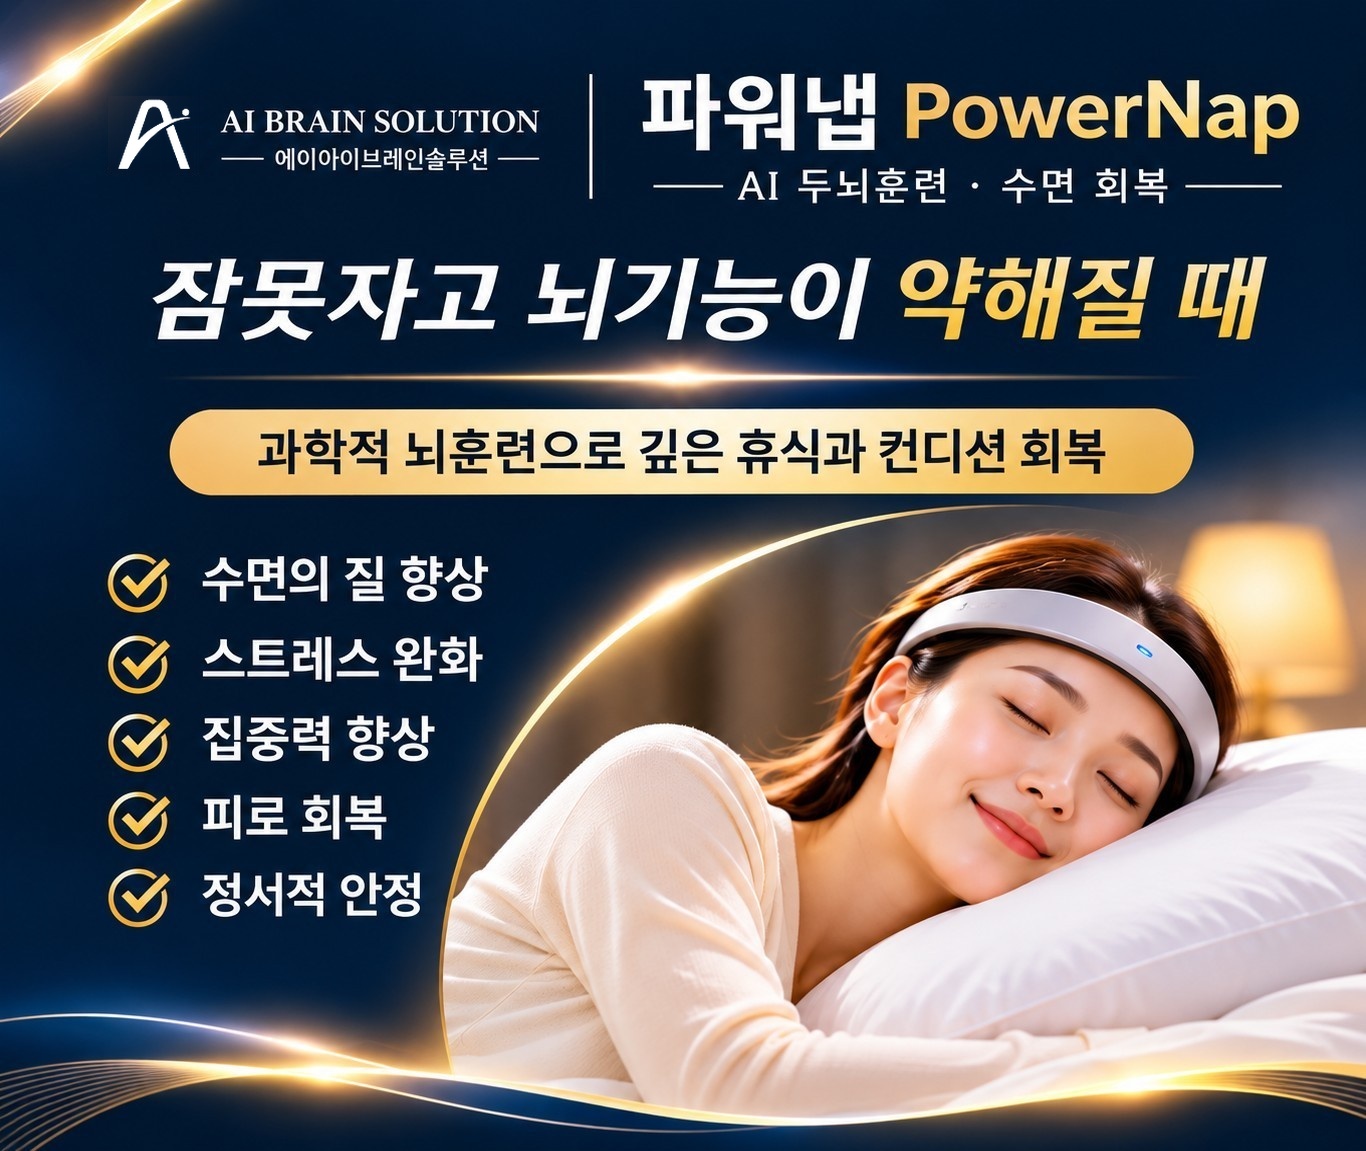 AI BRAIN SOLUTION
에이아이브레인솔루션
파워냅 PowerNap
AI 두뇌훈련 · 수면 회복
잠못자고 뇌기능이 약해질 때
과학적 뇌훈련으로 깊은 휴식과 컨디션 회복
수면의 질 향상
스트레스 완화
집중력 향상
피로 회복
정서적 안정